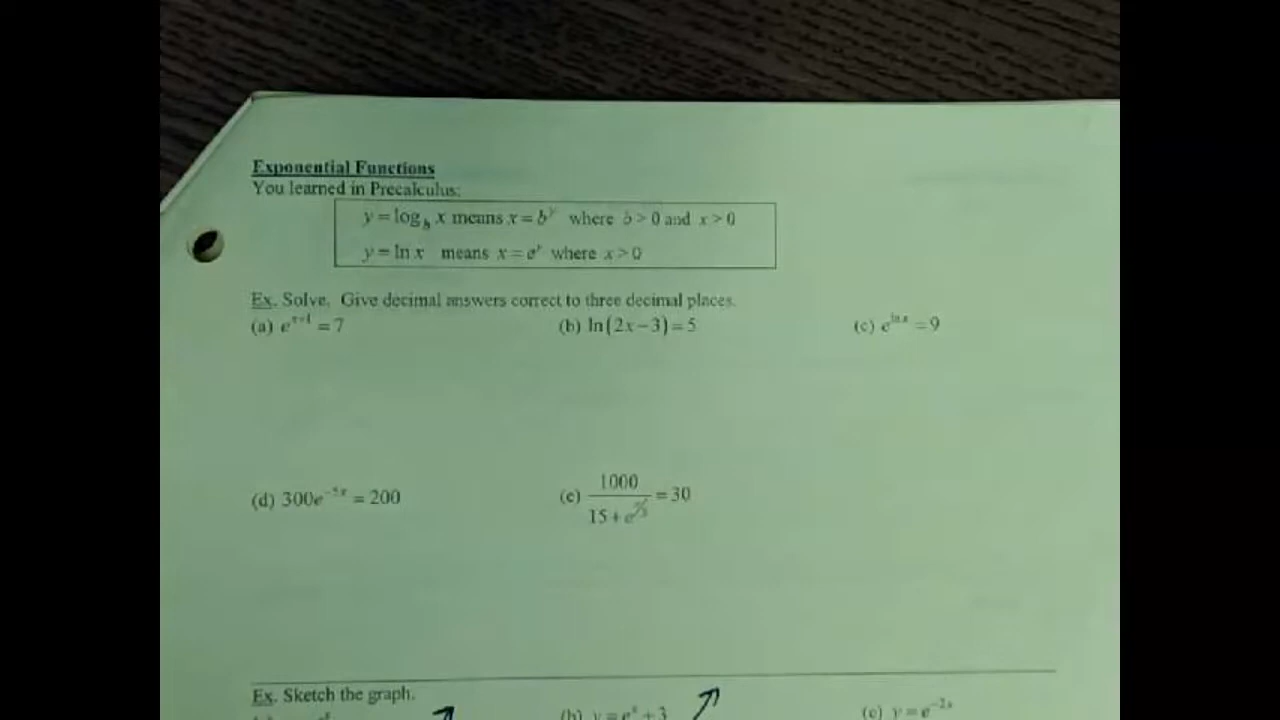 Exponential Functions
You learned in Precalculus:
y = log_b x means x = b^y where b > 0 and x > 0
y = ln x means x = e^y where x > 0
Ex. Solve. Give decimal answers correct to three decimal places.
(a) e^{x+1} = 7 (b) ln(2x − 3) = 5 (c) e^{ln x} = 9
(d) 300e^{−5x} = 200 (e) 1000 / (15 + e^{x/3}) = 30
Ex. Sketch the graph.
(b) y = e^x + 3 (c) y = e^{−2x}